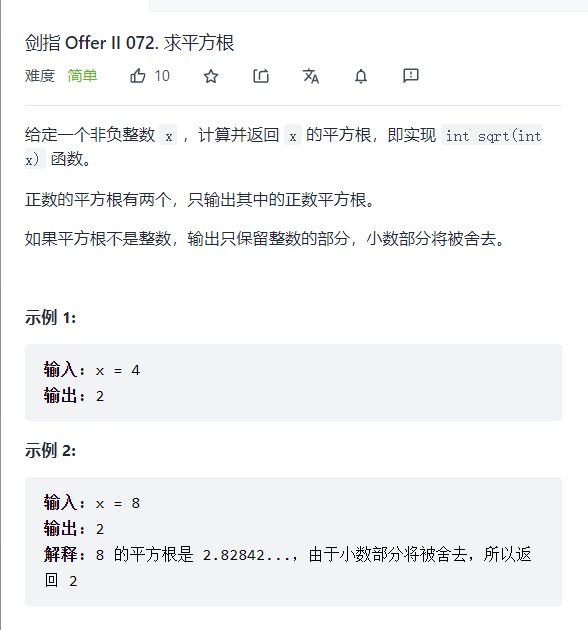 剑指 Offer II 072. 求平方根
难度 简单 10
给定一个非负整数 x ，计算并返回 x 的平方根，即实现 int sqrt(int
x) 函数。
正数的平方根有两个，只输出其中的正数平方根。
如果平方根不是整数，输出只保留整数的部分，小数部分将被舍去。
示例 1:
输入: x = 4
输出: 2
示例 2:
输入: x = 8
输出: 2
解释: 8 的平方根是 2.82842...，由于小数部分将被舍去，所以返
回 2